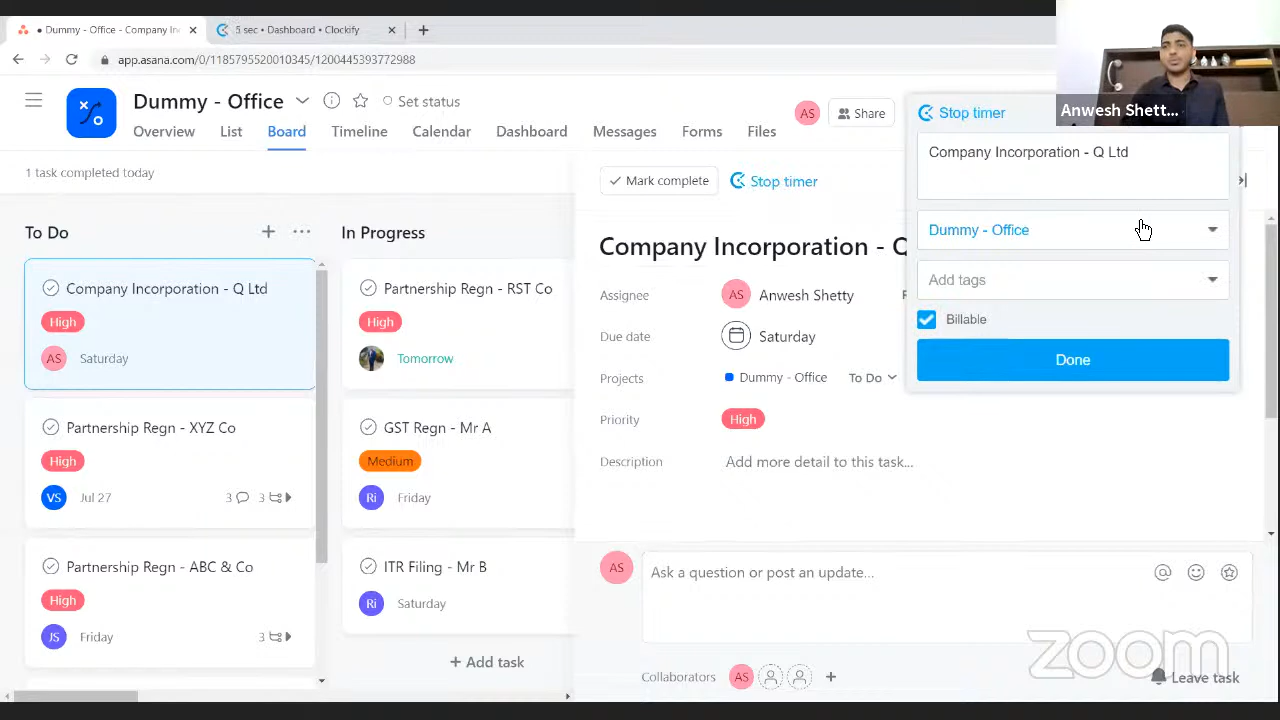 Dummy - Office - Company In
5 sec • Dashboard | Clockify
app.asana.com/0/1185795520010345/1200445393772988
Anwesh Shett...
Dummy - Office
Set status
Overview
List
Board
Timeline
Calendar
Dashboard
Messages
Forms
Files
AS
Share
1 task completed today
To Do
Company Incorporation - Q Ltd
High
AS
Saturday
Partnership Regn - XYZ Co
High
VS
Jul 27
3
3
Partnership Regn - ABC & Co
High
JS
Friday
3
In Progress
Partnership Regn - RST Co
High
Tomorrow
GST Regn - Mr A
Medium
Ri
Friday
ITR Filing - Mr B
Ri
Saturday
+ Add task
Mark complete
Stop timer
Company Incorporation - Q
Assignee
AS
Anwesh Shetty
Due date
Saturday
Projects
Dummy - Office
To Do
Priority
High
Description
Add more detail to this task...
Stop timer
Company Incorporation - Q Ltd
Dummy - Office
Add tags
Billable
Done
AS
Ask a question or post an update...
Collaborators
AS
Leave task
zoom